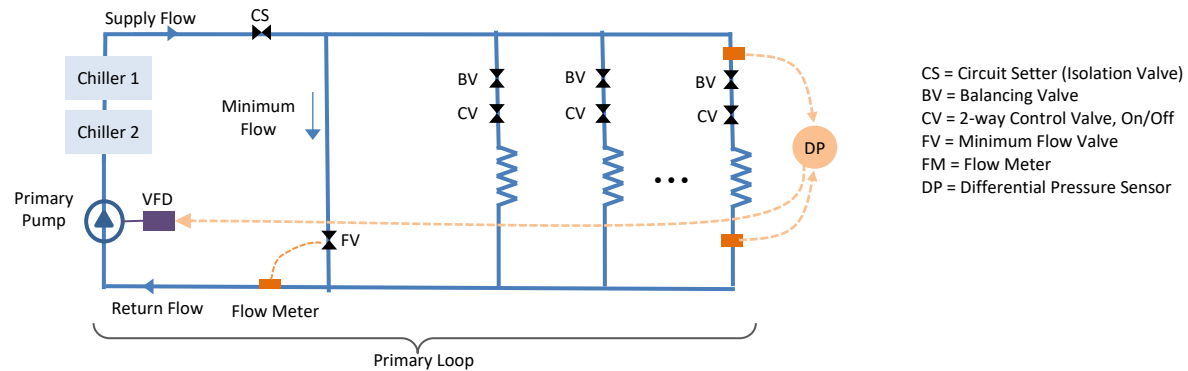 Supply Flow
CS
Chiller 1
Chiller 2
Minimum
Flow
BV
BV
BV
CV
CV
CV
DP
Primary
Pump
VFD
FV
Return Flow
Flow Meter
Primary Loop
CS = Circuit Setter (Isolation Valve)
BV = Balancing Valve
CV = 2-way Control Valve, On/Off
FV = Minimum Flow Valve
FM = Flow Meter
DP = Differential Pressure Sensor